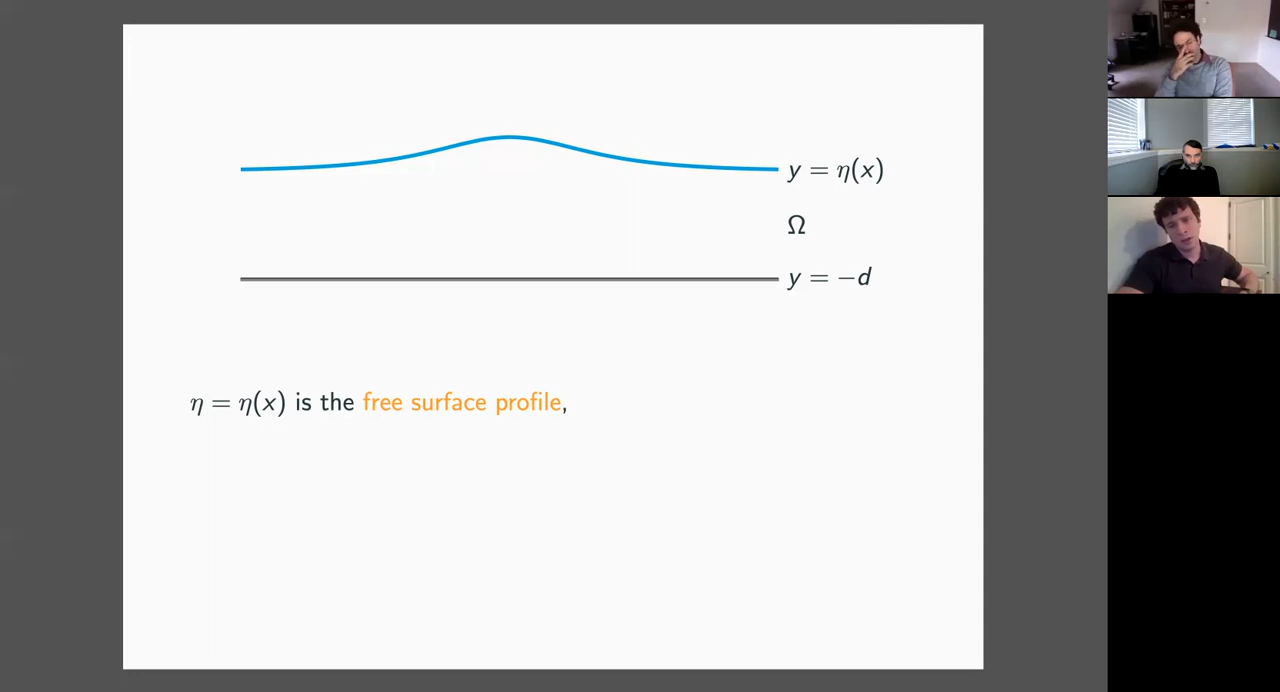 y = η(x)
Ω
y = −d
η = η(x) is the free surface profile,